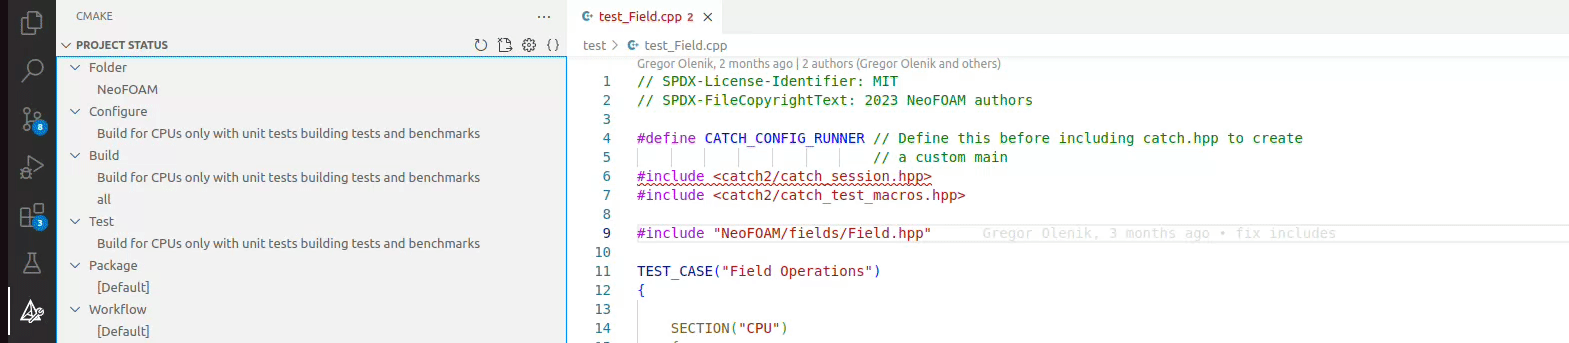 CMAKE
PROJECT STATUS
Folder
NeoFOAM
Configure
Build for CPUs only with unit tests building tests and benchmarks
Build
Build for CPUs only with unit tests building tests and benchmarks
all
Test
Build for CPUs only with unit tests building tests and benchmarks
Package
[Default]
Workflow
[Default]
8
3
test_Field.cpp 2
test > test_Field.cpp
Gregor Olenik, 2 months ago | 2 authors (Gregor Olenik and others)
1 // SPDX-License-Identifier: MIT
2 // SPDX-FileCopyrightText: 2023 NeoFOAM authors
3
4 #define CATCH_CONFIG_RUNNER // Define this before including catch.hpp to create
5 // a custom main
6 #include <catch2/catch_session.hpp>
7 #include <catch2/catch_test_macros.hpp>
8
9 #include "NeoFOAM/fields/Field.hpp" Gregor Olenik, 3 months ago • fix includes
10
11 TEST_CASE("Field Operations")
12 {
13
14 SECTION("CPU")